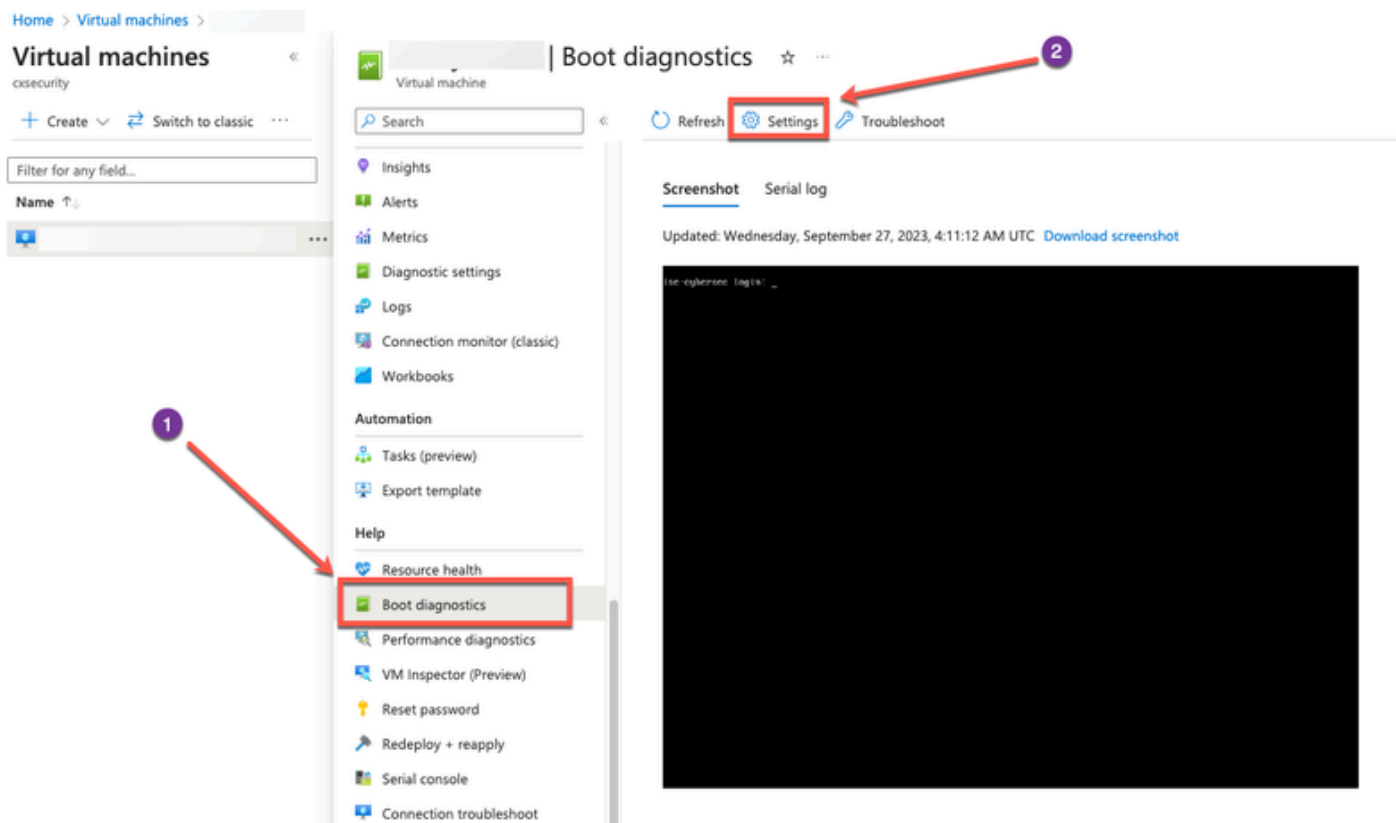 Home > Virtual machines >
Virtual machines «
cxsecurity
+ Create Switch to classic ...
Filter for any field...
Name ↑↓
...
| Boot diagnostics ☆ ...
Virtual machine
Search «
Insights
Alerts
Metrics
Diagnostic settings
Logs
Connection monitor (classic)
Workbooks
Automation
Tasks (preview)
Export template
Help
Resource health
Boot diagnostics
Performance diagnostics
VM Inspector (Preview)
Reset password
Redeploy + reapply
Serial console
Connection troubleshoot
1
2
Refresh Settings Troubleshoot
Screenshot Serial log
Updated: Wednesday, September 27, 2023, 4:11:12 AM UTC Download screenshot
ise-cybersec login: _